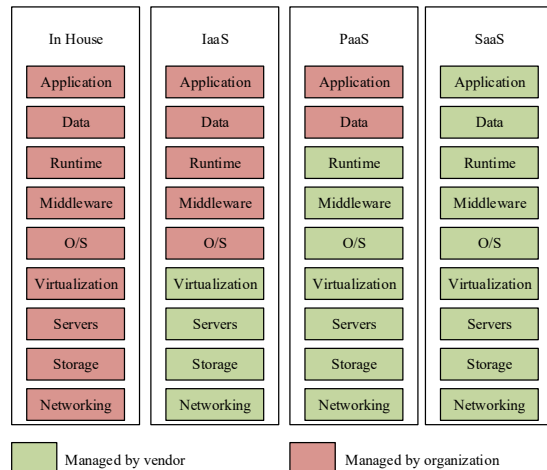 In House
IaaS
PaaS
SaaS
Application
Application
Application
Application
Data
Data
Data
Data
Runtime
Runtime
Runtime
Runtime
Middleware
Middleware
Middleware
Middleware
O/S
O/S
O/S
O/S
Virtualization
Virtualization
Virtualization
Virtualization
Servers
Servers
Servers
Servers
Storage
Storage
Storage
Storage
Networking
Networking
Networking
Networking
Managed by vendor
Managed by organization